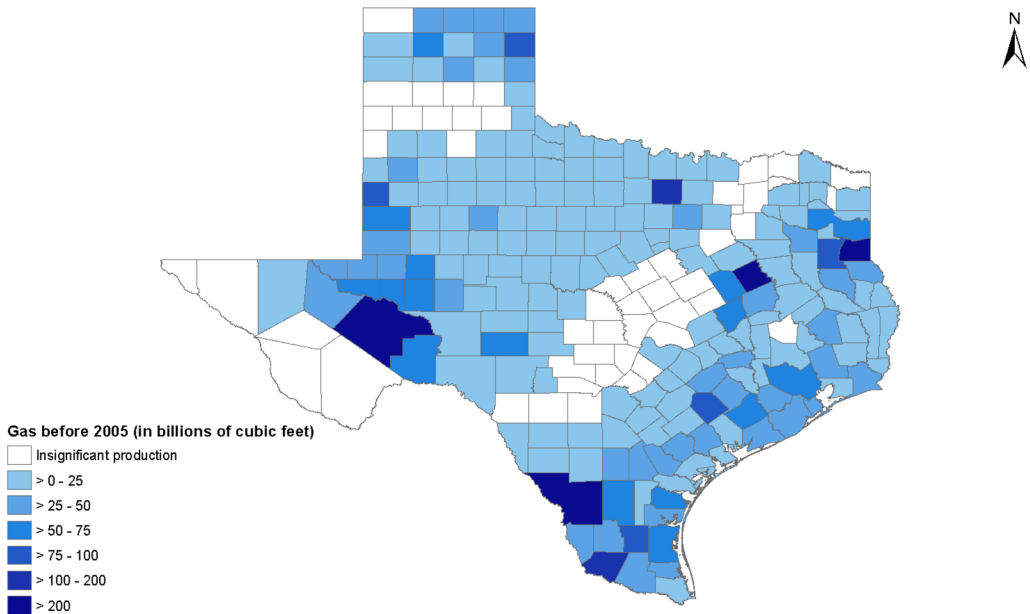 N
Gas before 2005 (in billions of cubic feet)
Insignificant production
> 0 - 25
> 25 - 50
> 50 - 75
> 75 - 100
> 100 - 200
> 200